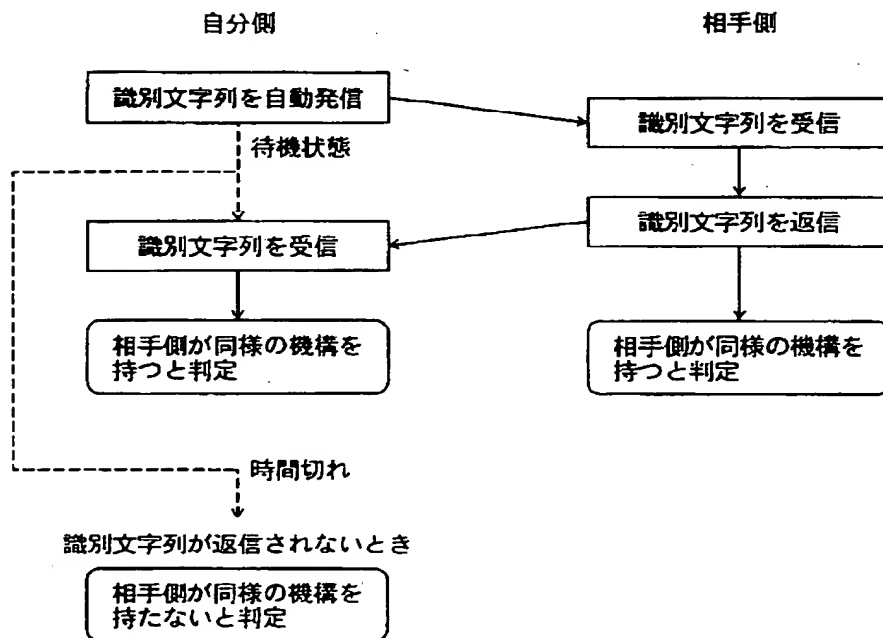 自分側
相手側
識別文字列を自動発信
識別文字列を受信
待機状態
識別文字列を受信
識別文字列を返信
相手側が同様の機構を
持つと判定
相手側が同様の機構を
持つと判定
時間切れ
識別文字列が返信されないとき
相手側が同様の機構を
持たないと判定